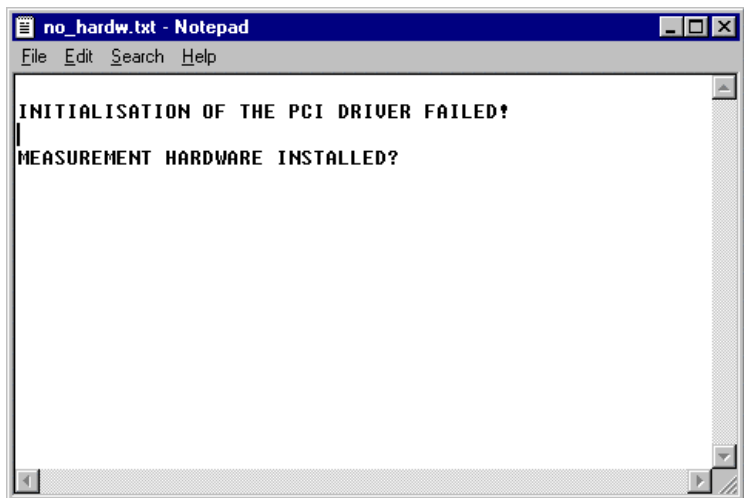 no_hardw.txt - Notepad
File Edit Search Help
INITIALISATION OF THE PCI DRIVER FAILED!
MEASUREMENT HARDWARE INSTALLED?